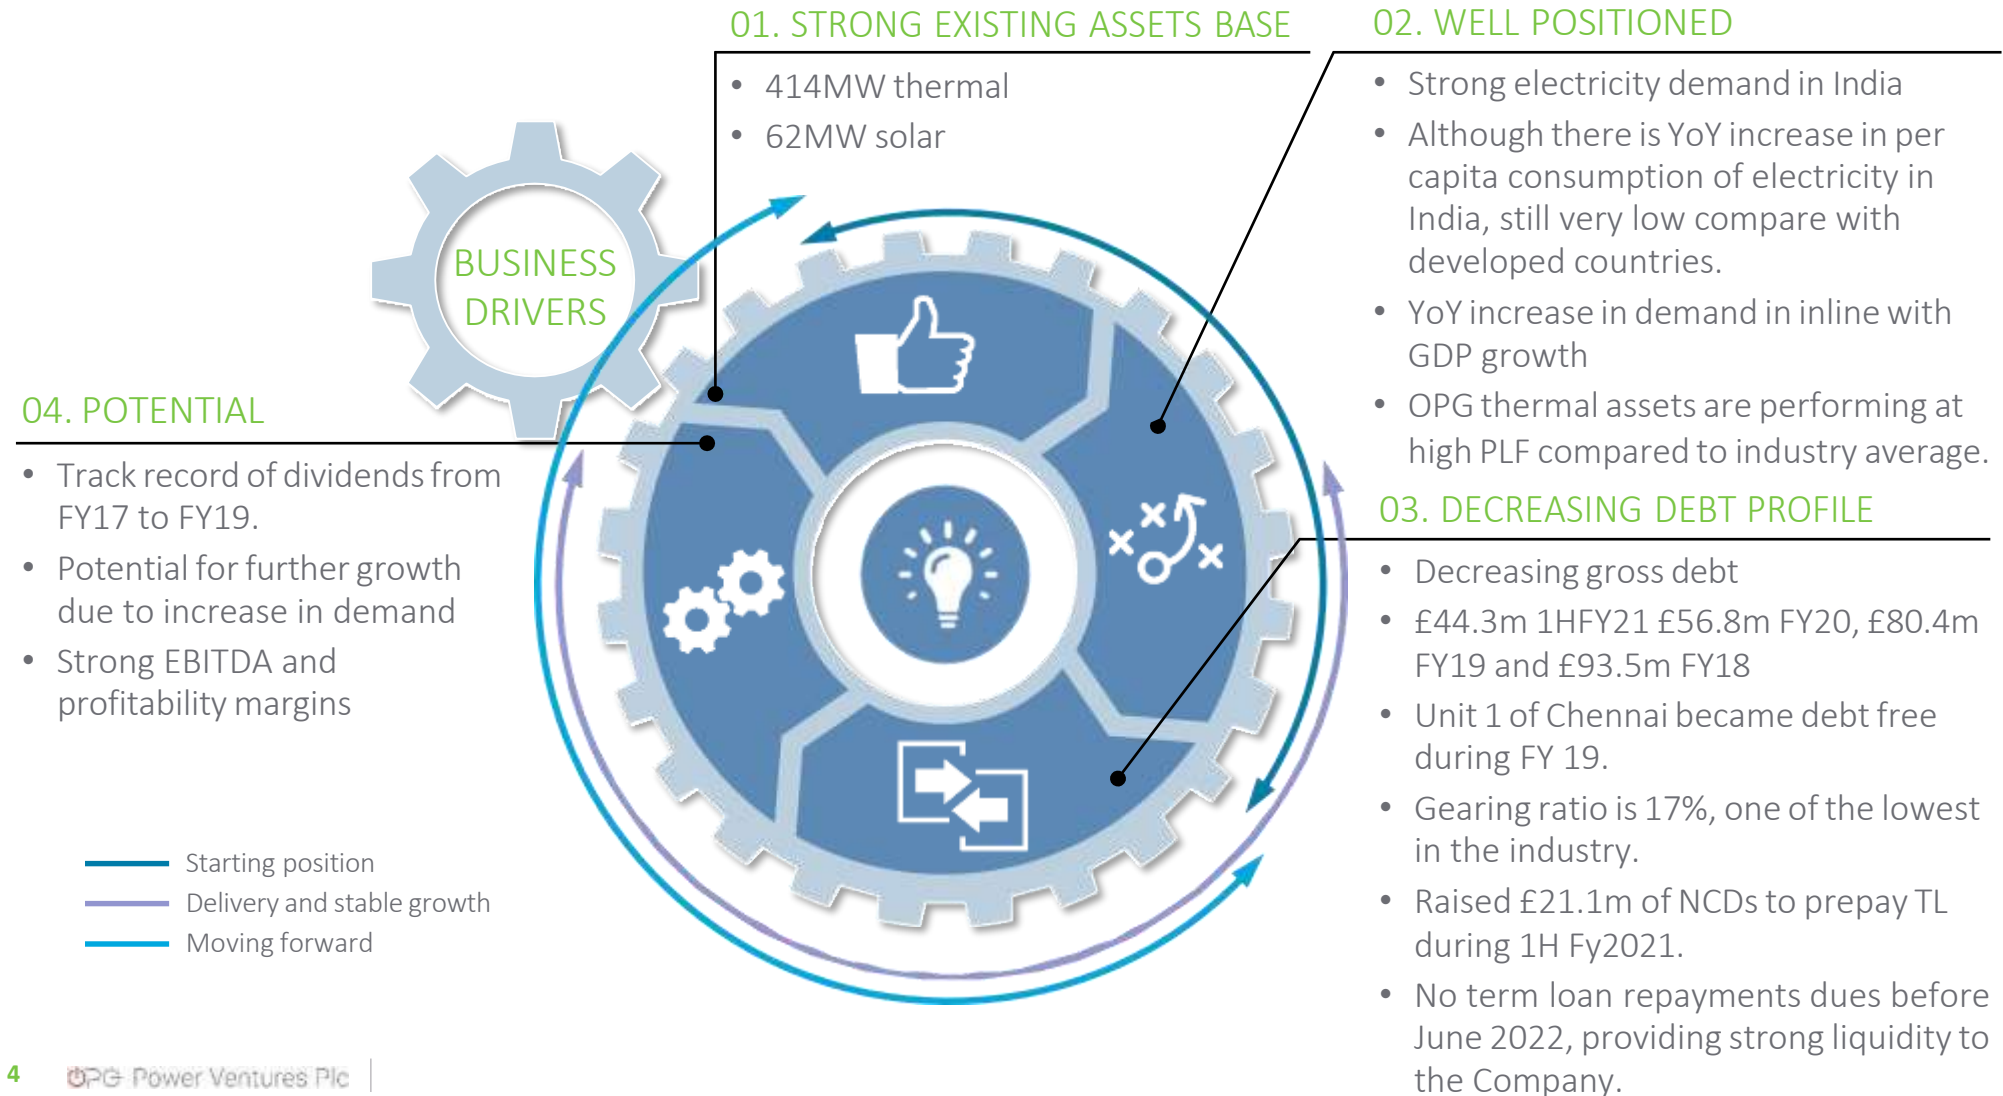 01. STRONG EXISTING ASSETS BASE
• 414MW thermal
• 62MW solar
02. WELL POSITIONED
• Strong electricity demand in India
• Although there is YoY increase in per
capita consumption of electricity in
India, still very low compare with
developed countries.
• YoY increase in demand in inline with
GDP growth
• OPG thermal assets are performing at
high PLF compared to industry average.
03. DECREASING DEBT PROFILE
• Decreasing gross debt
• £44.3m 1HFY21 £56.8m FY20, £80.4m
FY19 and £93.5m FY18
• Unit 1 of Chennai became debt free
during FY 19.
• Gearing ratio is 17%, one of the lowest
in the industry.
• Raised £21.1m of NCDs to prepay TL
during 1H Fy2021.
• No term loan repayments dues before
June 2022, providing strong liquidity to
the Company.
BUSINESS
DRIVERS
04. POTENTIAL
• Track record of dividends from
FY17 to FY19.
• Potential for further growth
due to increase in demand
• Strong EBITDA and
profitability margins
Starting position
Delivery and stable growth
Moving forward
4
OPG Power Ventures Plc